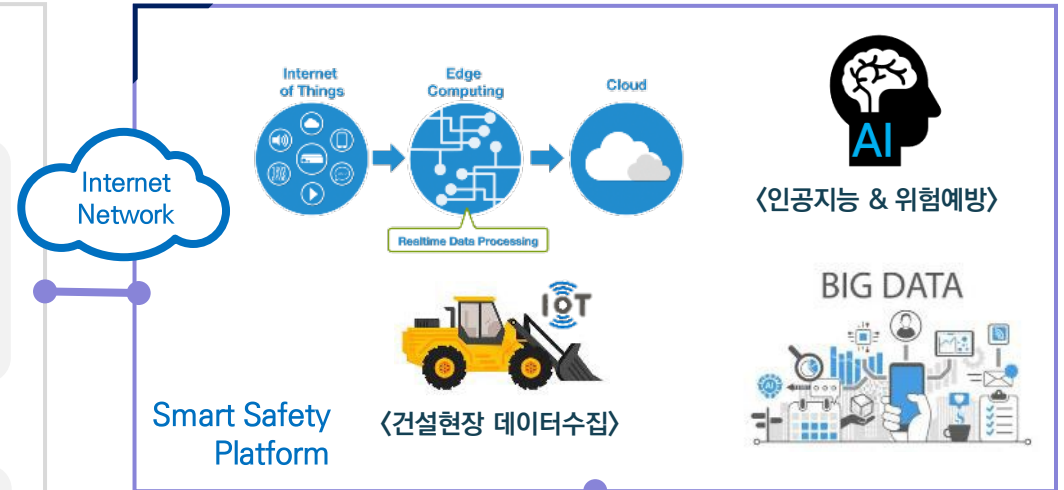 Internet
of Things
Edge
Computing
Cloud
Realtime Data Processing
AI
<인공지능 & 위험예방>
Internet
Network
IoT
<건설현장 데이터수집>
Smart Safety
Platform
BIG DATA
AI